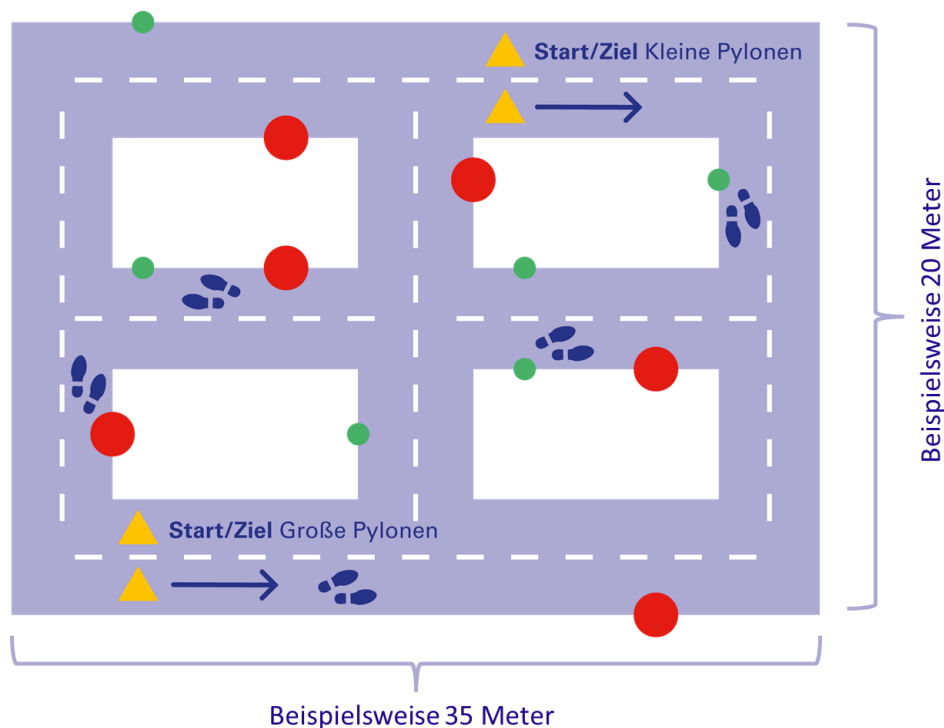 Start/Ziel Kleine Pylonen
Beispielsweise 20 Meter
Start/Ziel Große Pylonen
Beispielsweise 35 Meter